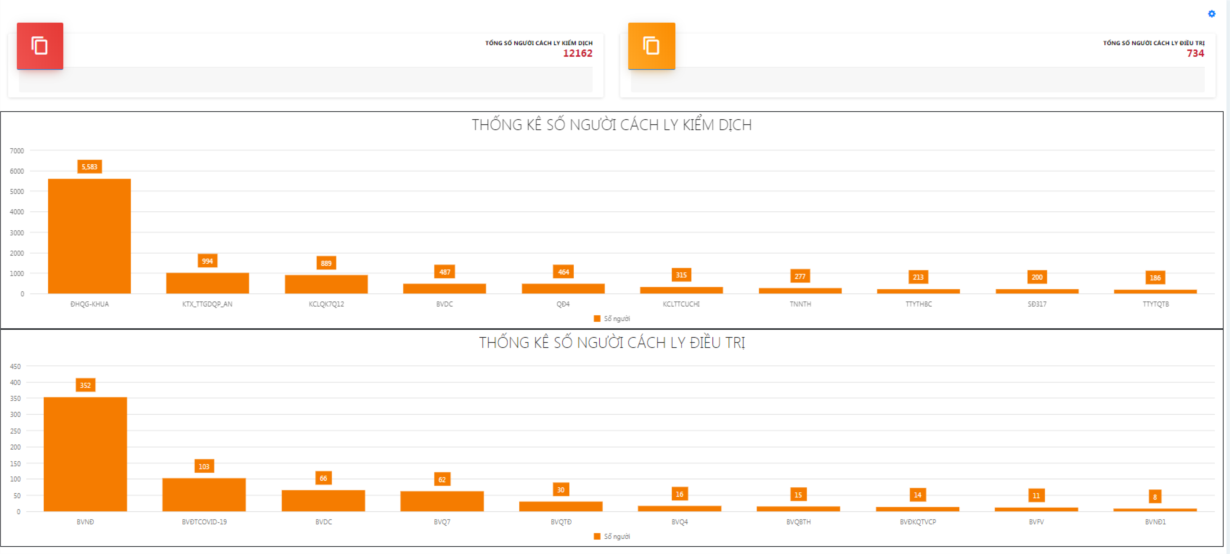 TỔNG SỐ NGƯỜI CÁCH LY KIỂM DỊCH
12162
TỔNG SỐ NGƯỜI CÁCH LY ĐIỀU TRỊ
734
THỐNG KÊ SỐ NGƯỜI CÁCH LY KIỂM DỊCH
7000
6000
5000
4000
3000
2000
1000
0
5,583
994
889
487
464
315
277
213
200
186
ĐHQG-KHUA
KTX_TTGDQP_AN
KCLQK7Q12
BVDC
QĐ4
KCLTTCUCHI
TNNTH
TTYTHBC
SĐ317
TTYTQTB
Số người
THỐNG KÊ SỐ NGƯỜI CÁCH LY ĐIỀU TRỊ
450
400
350
300
250
200
150
100
50
0
352
103
66
62
30
16
15
14
11
8
BVNĐ
BVĐTCOVID-19
BVDC
BVQ7
BVQTĐ
BVQ4
BVQBTH
BVĐKQTVCP
BVPV
BVNĐ1
Số người